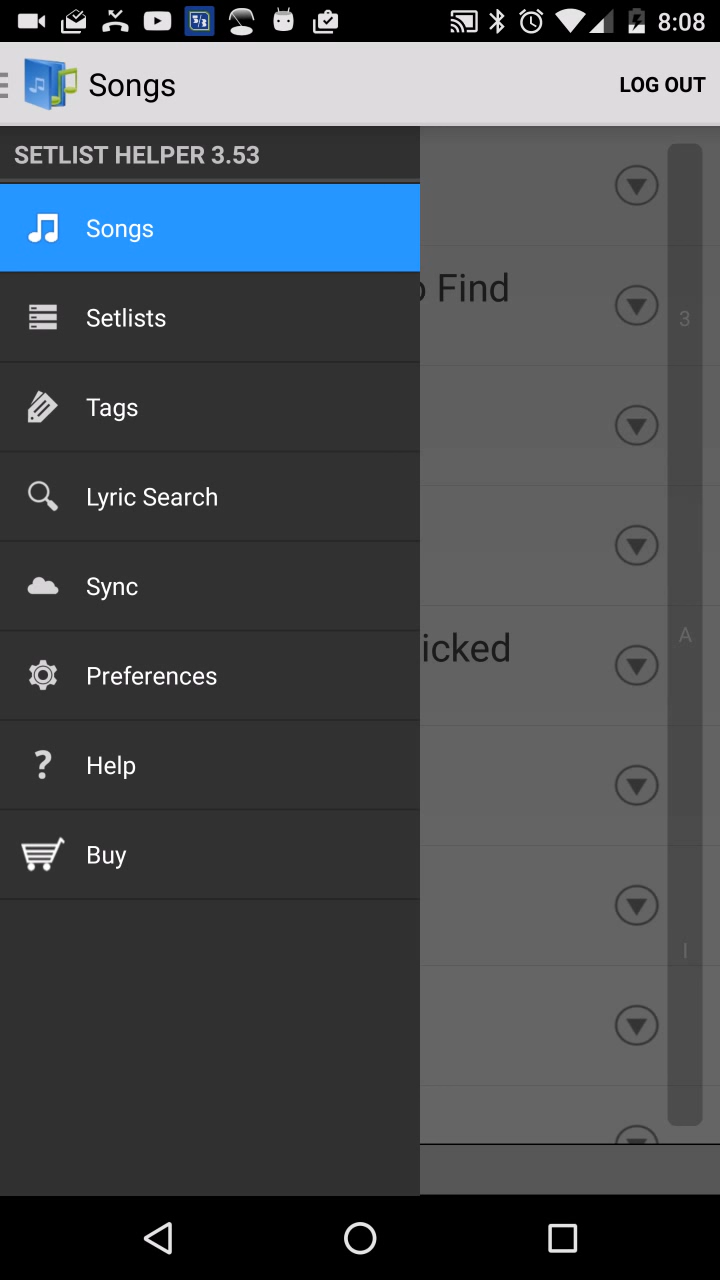 8:08
Songs
LOG OUT
SETLIST HELPER 3.53
Songs
Setlists
Find
3
Tags
Lyric Search
Sync
A
icked
Preferences
Help
Buy
I